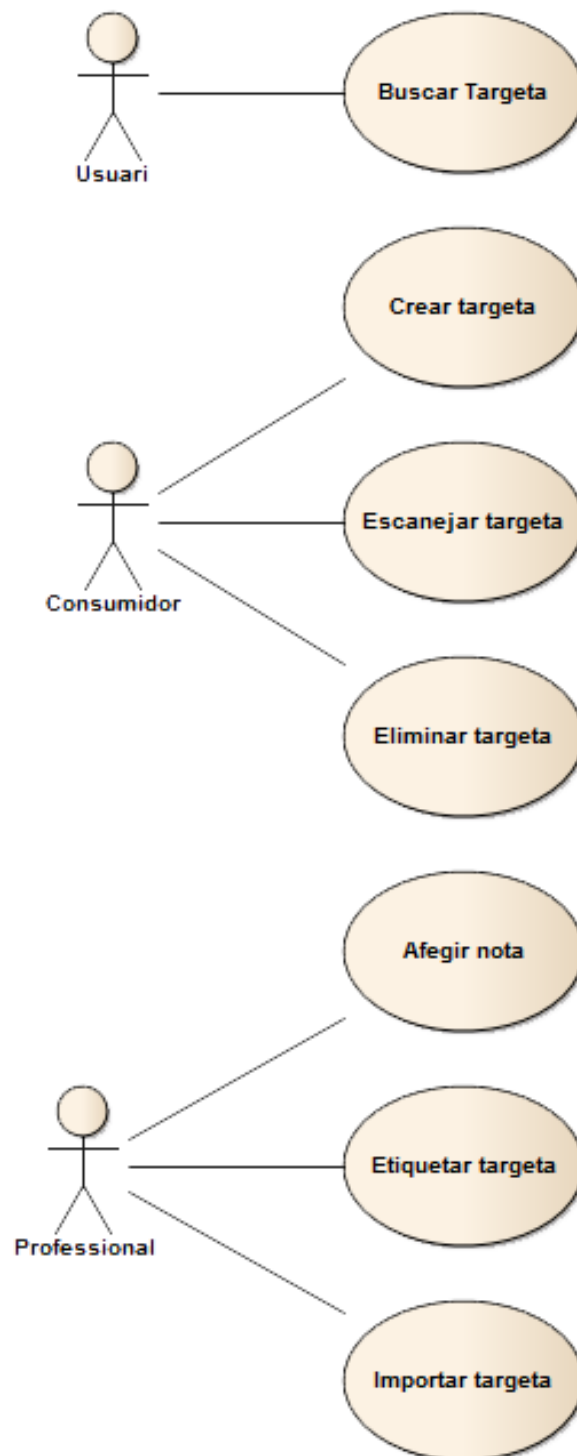 Buscar Targeta
Usuari
Crear targeta
Escanejar targeta
Consumidor
Eliminar targeta
Afegir nota
Etiquetar targeta
Professional
Importar targeta